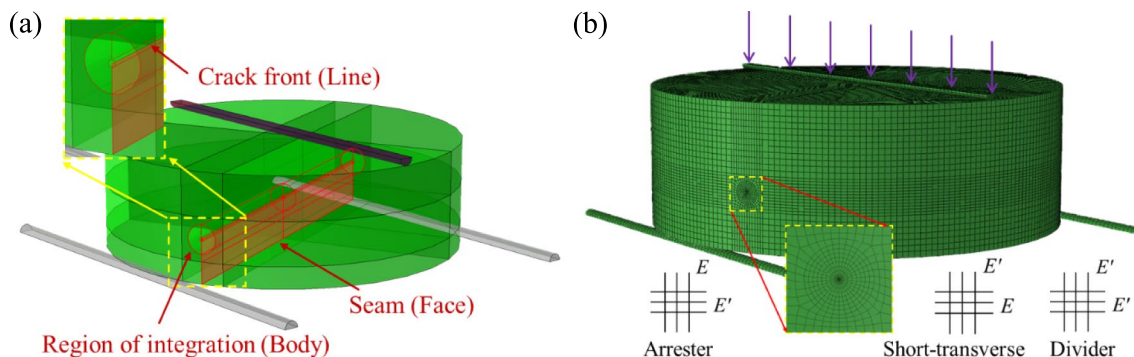 (a)
Crack front (Line)
Seam (Face)
Region of integration (Body)
(b)
E
E'
Arrester
E'
E
Short-transverse
E'
E'
Divider